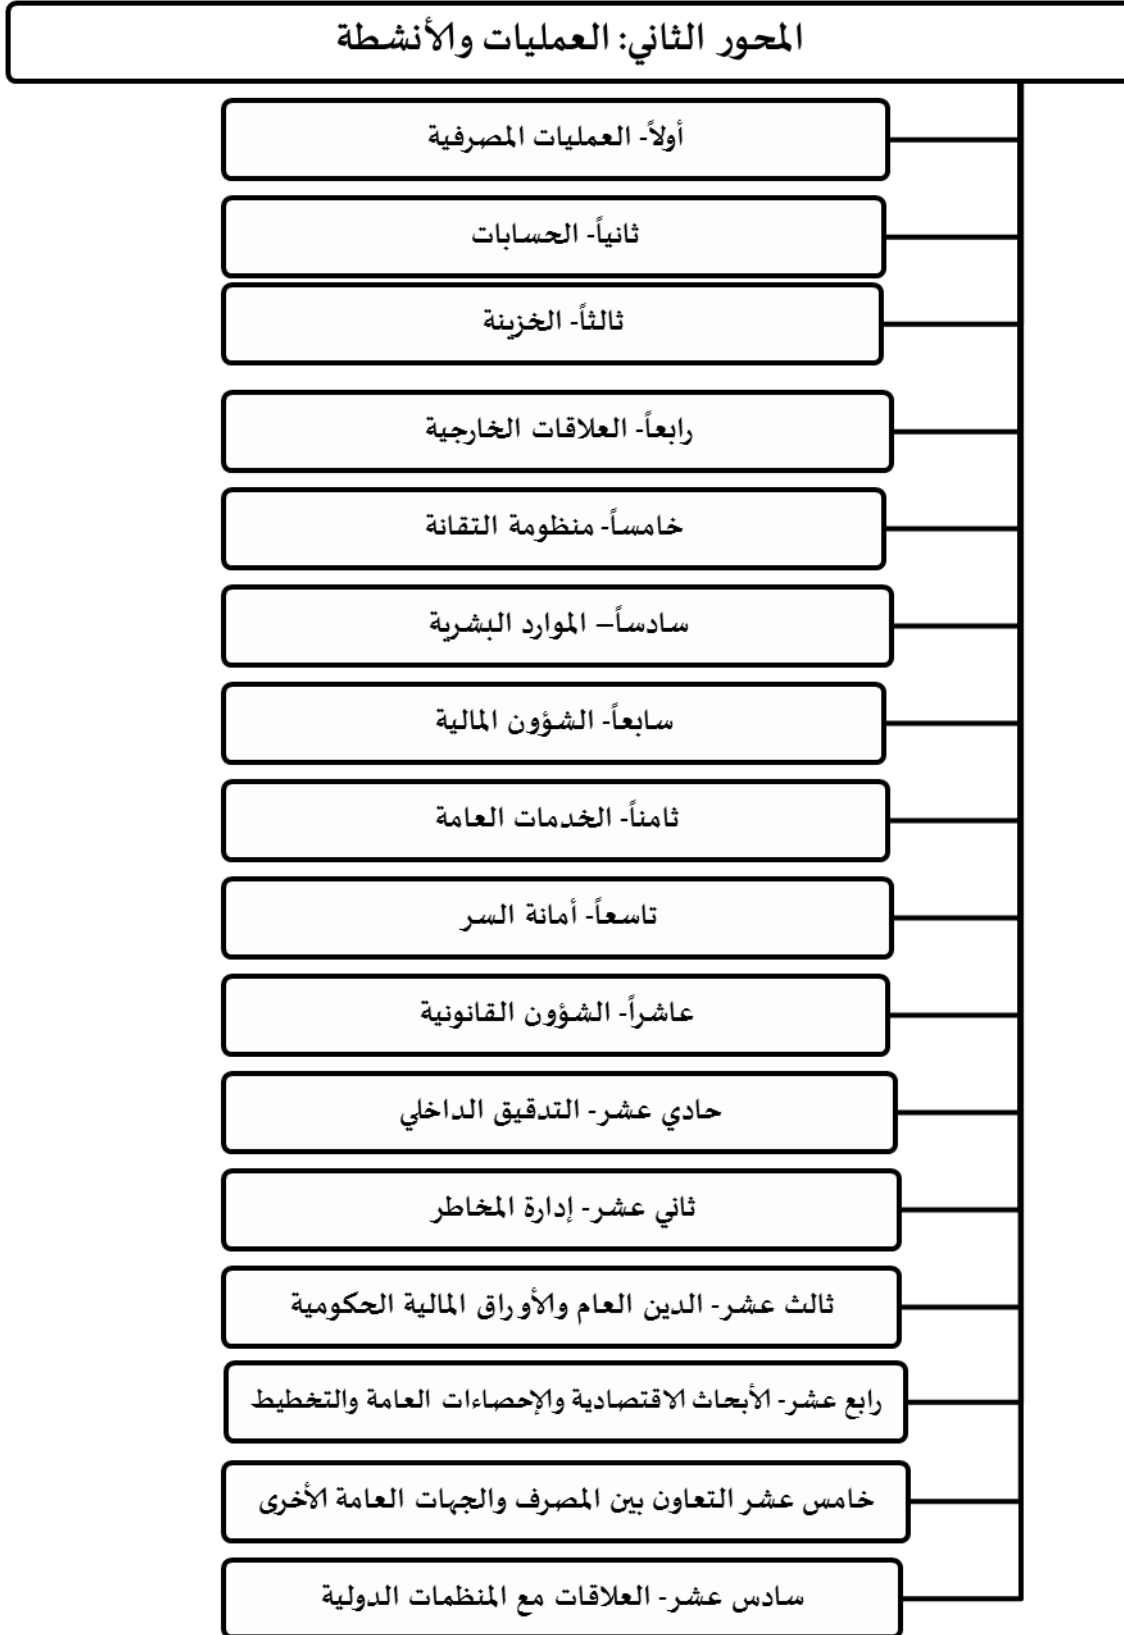 المحور الثاني: العمليات والأنشطة
أولاً- العمليات المصرفية
ثانياً- الحسابات
ثالثاً- الخزينة
رابعاً- العلاقات الخارجية
خامساً- منظومة التقانة
سادساً– الموارد البشرية
سابعاً- الشؤون المالية
ثامناً- الخدمات العامة
تاسعاً- أمانة السر
عاشراً- الشؤون القانونية
حادي عشر- التدقيق الداخلي
ثاني عشر- إدارة المخاطر
ثالث عشر- الدين العام والأوراق المالية الحكومية
رابع عشر- الأبحاث الاقتصادية والإحصاءات العامة والتخطيط
خامس عشر التعاون بين المصرف والجهات العامة الأخرى
سادس عشر- العلاقات مع المنظمات الدولية